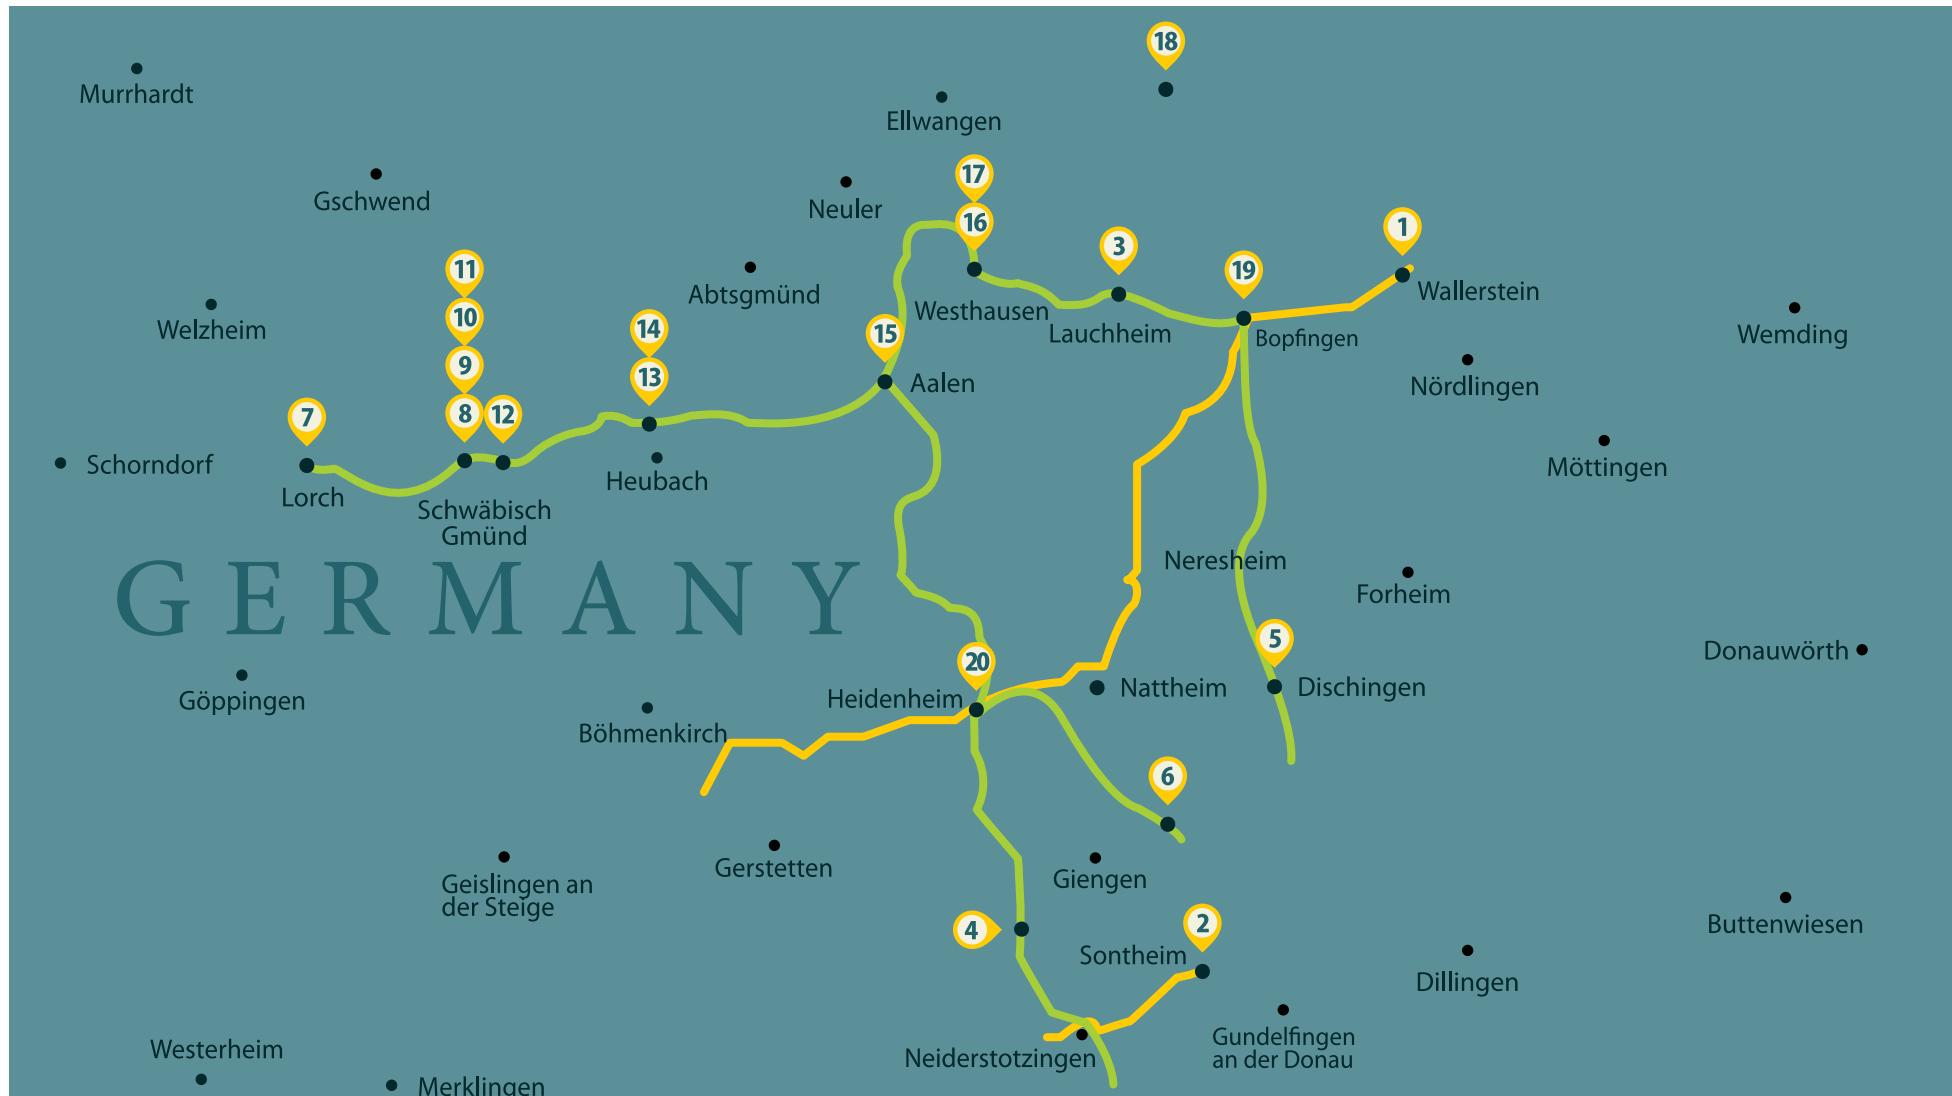 18
Murrhardt
Ellwangen
17
Gschwend
Neuler
16
1
3
11
19
Abtsgmünd
Wallerstein
Westhausen
10
14
15
Welzheim
Lauchheim
Bopfingen
Wemding
9
13
Aalen
Nördlingen
7
8
12
Schorndorf
Möttingen
Heubach
Lorch
Schwäbisch
Gmünd
Neresheim
GERMANY
Forheim
5
Donauwörth
20
Göppingen
Heidenheim
Nattheim
Dischingen
Böhmenkirch
6
Gerstetten
Giengen
Geislingen an
der Steige
4
2
Buttenwiesen
Sontheim
Dillingen
Westerheim
Neiderstotzingen
Gundelfingen
an der Donau
Merklingen